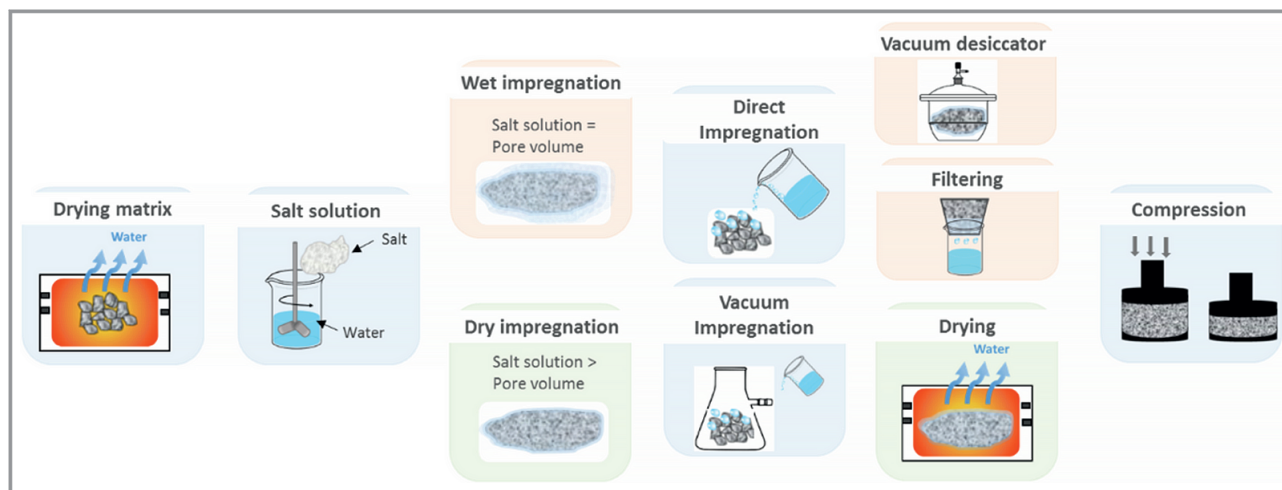 Drying matrix
Water
Salt solution
Salt
Water
Wet impregnation
Salt solution =
Pore volume
Dry impregnation
Salt solution >
Pore volume
Direct
Impregnation
Vacuum
Impregnation
Vacuum desiccator
Filtering
Drying
Water
Compression